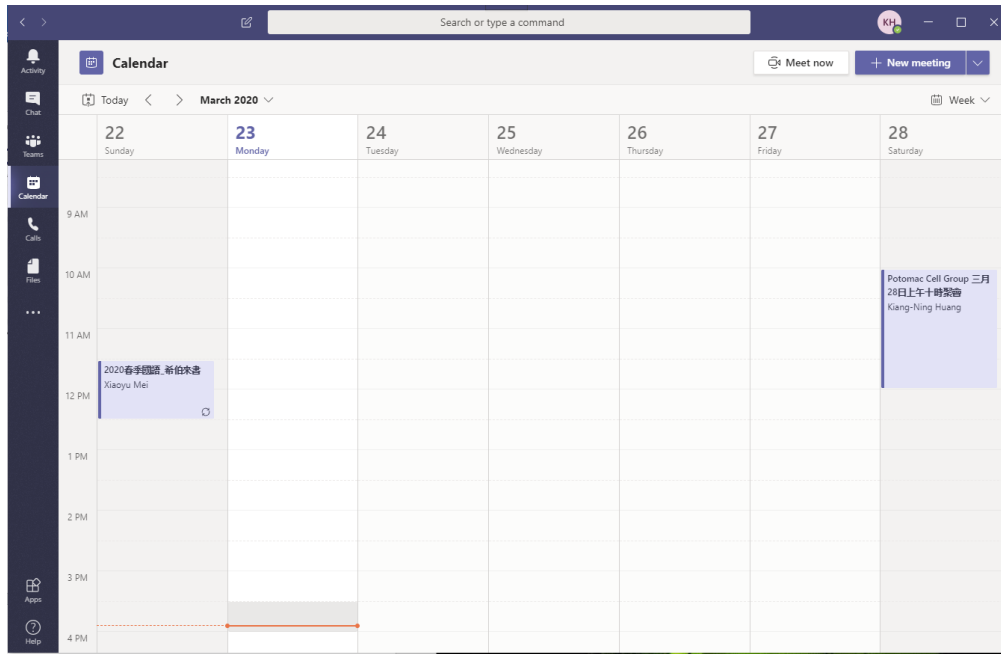 Search or type a command
KH
Activity
Chat
Teams
Calendar
Calls
Files
Apps
Help
Calendar
Meet now
New meeting
Today
March 2020
Week
22
Sunday
23
Monday
24
Tuesday
25
Wednesday
26
Thursday
27
Friday
28
Saturday
9 AM
10 AM
11 AM
12 PM
1 PM
2 PM
3 PM
4 PM
2020春季國語_希伯來書
Xiaoyu Mei
Potomac Cell Group 三月
28日上午十時聚會
Kiang-Ning Huang